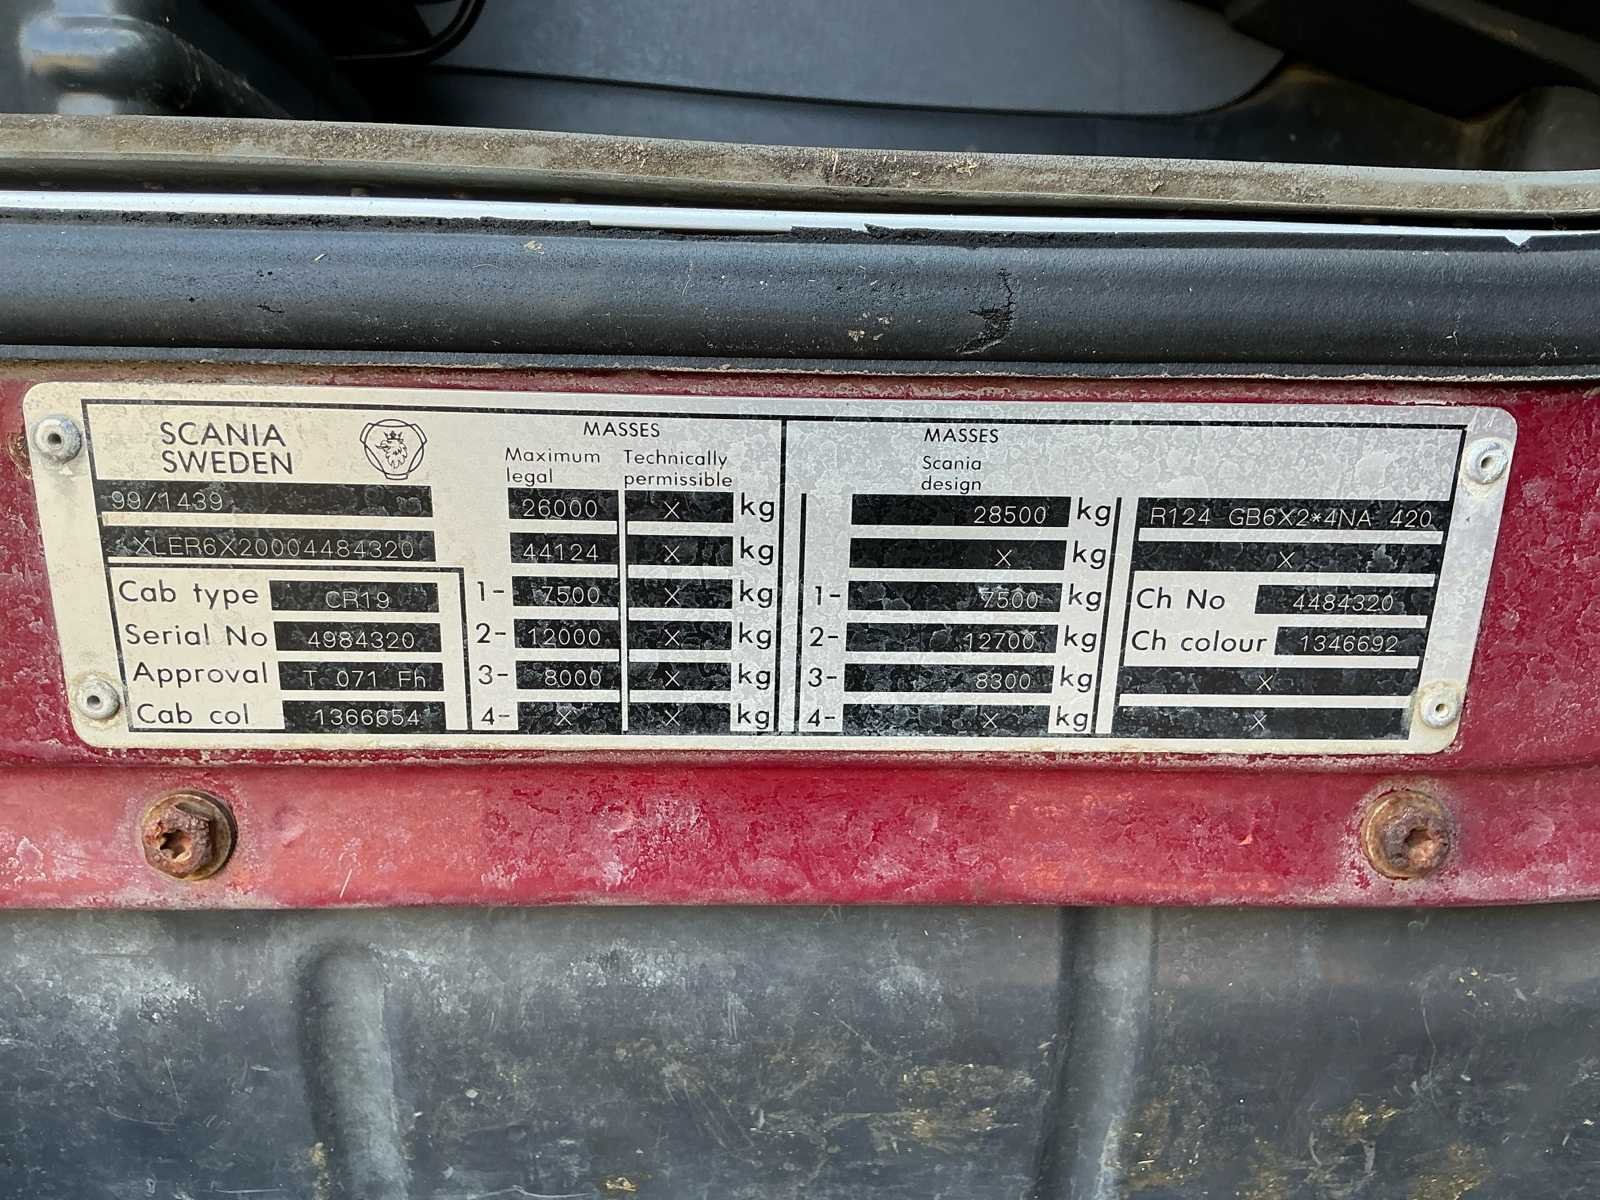 SCANIA
SWEDEN
99/1439
XLER6X20004484320
Cab type CR19
Serial No 4984320
Approval T 071 Fh
Cab col 1366654
MASSES
Maximum legal Technically permissible
26000 X kg
44124 X kg
1- 7500 X kg
2- 12000 X kg
3- 8000 X kg
4- X X kg
MASSES
Scania
design
28500 kg
X kg
1- 7500 kg
2- 12700 kg
3- 8300 kg
4- X kg
R124 GB6X2*4NA 420
X
Ch No 4484320
Ch colour 1346692
X
X